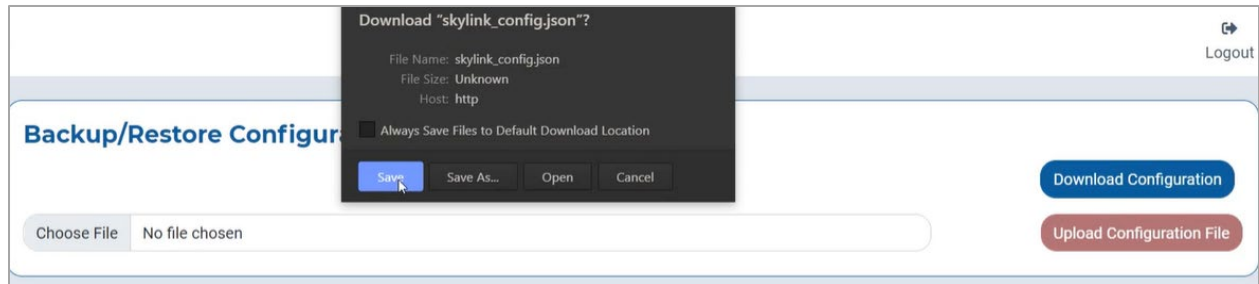 Download “skylink_config.json”?
File Name: skylink_config.json
File Size: Unknown
Host: http
Always Save Files to Default Download Location
Save
Save As...
Open
Cancel
Logout
Backup/Restore Configura
Download Configuration
Choose File
No file chosen
Upload Configuration File